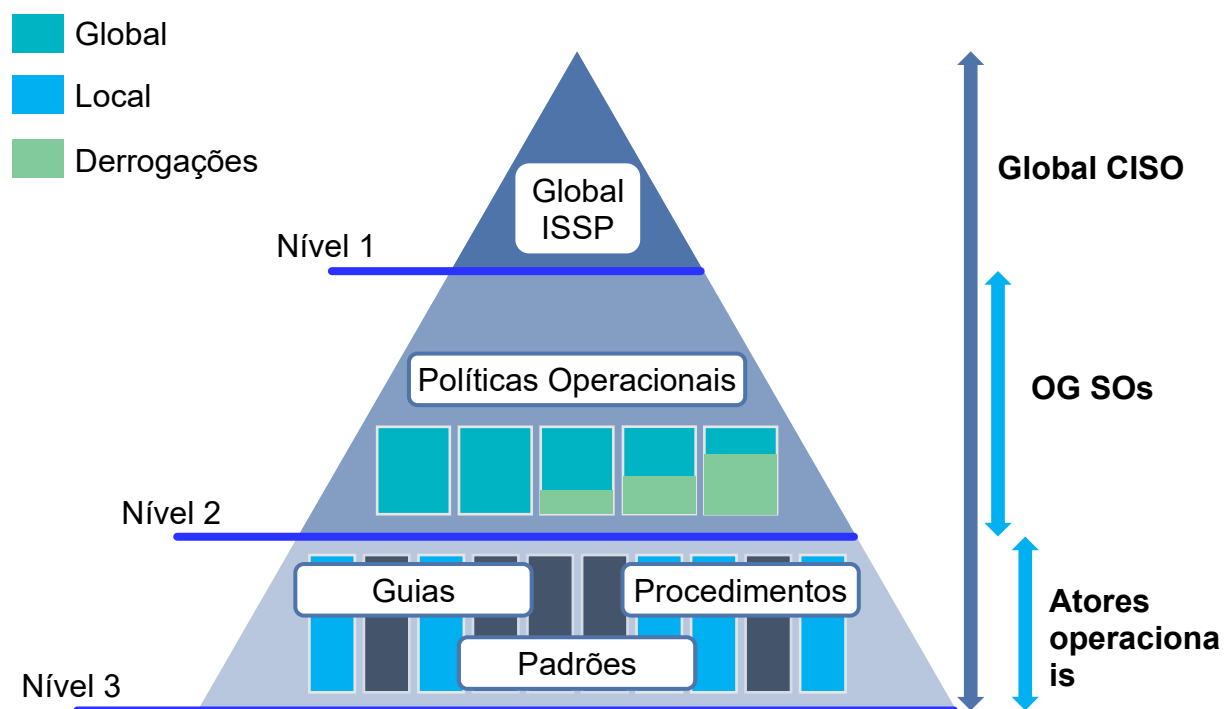 Global
Local
Derrogações
Global
ISSP
Global CISO
Nível 1
Políticas Operacionais
OG SOs
Nível 2
Guias
Procedimentos
Atores
operaciona
is
Padrões
Nível 3